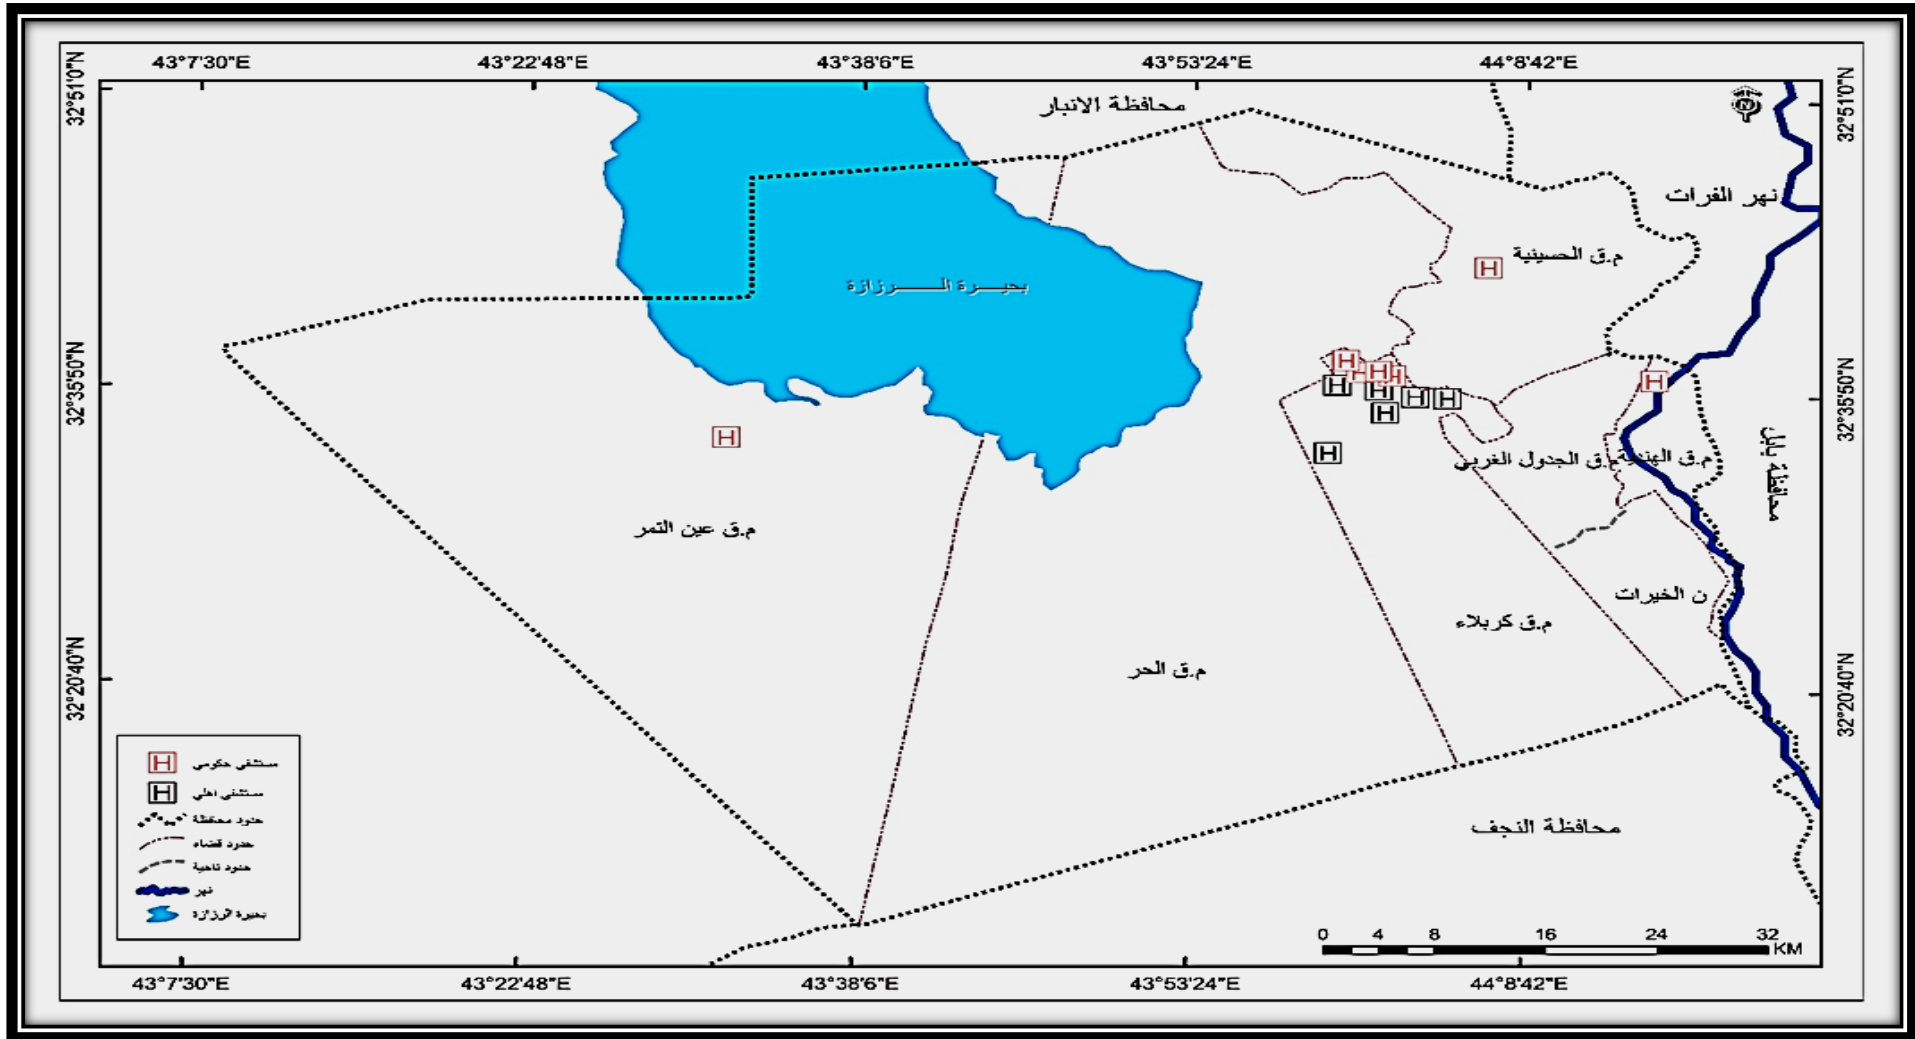 43°7'30"E 43°22'48"E 43°38'6"E 43°53'24"E 44°8'42"E
32°51'0"N
32°51'0"N
محافظة الانبار
N
نهر الفرات
م.ق الحسينية
H
بحيـــرة الـــــــرزازة
32°35'50"N
32°35'50"N
H
H
H
H
H
H
H
H
H
H
H
H
H
م.ق الهندية
م.ق الجدول الغربي
محافظة بابل
م.ق عين التمر
ن الخيرات
م.ق كربلاء
م.ق الحر
32°20'40"N
32°20'40"N
H مستشفى حكومي
H مستشفى اهلي
حدود محافظة
حدود قضاء
حدود ناحية
نهر
بحيرة الرزازة
محافظة النجف
0 4 8 16 24 32
KM
43°7'30"E 43°22'48"E 43°38'6"E 43°53'24"E 44°8'42"E